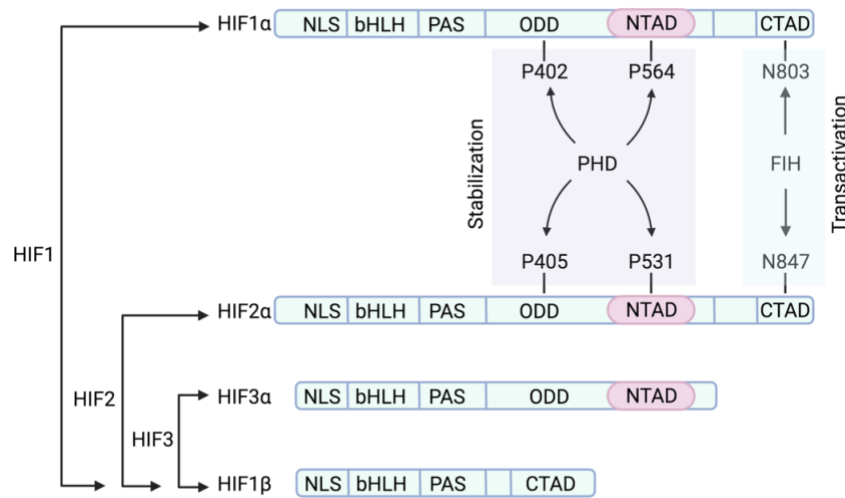 HIF1α NLS bHLH PAS ODD NTAD CTAD
P402 P564 N803
Stabilization
PHD FIH
Transactivation
P405 P531 N847
HIF1
HIF2α NLS bHLH PAS ODD NTAD CTAD
HIF2
HIF3α NLS bHLH PAS ODD NTAD
HIF3
HIF1β NLS bHLH PAS CTAD